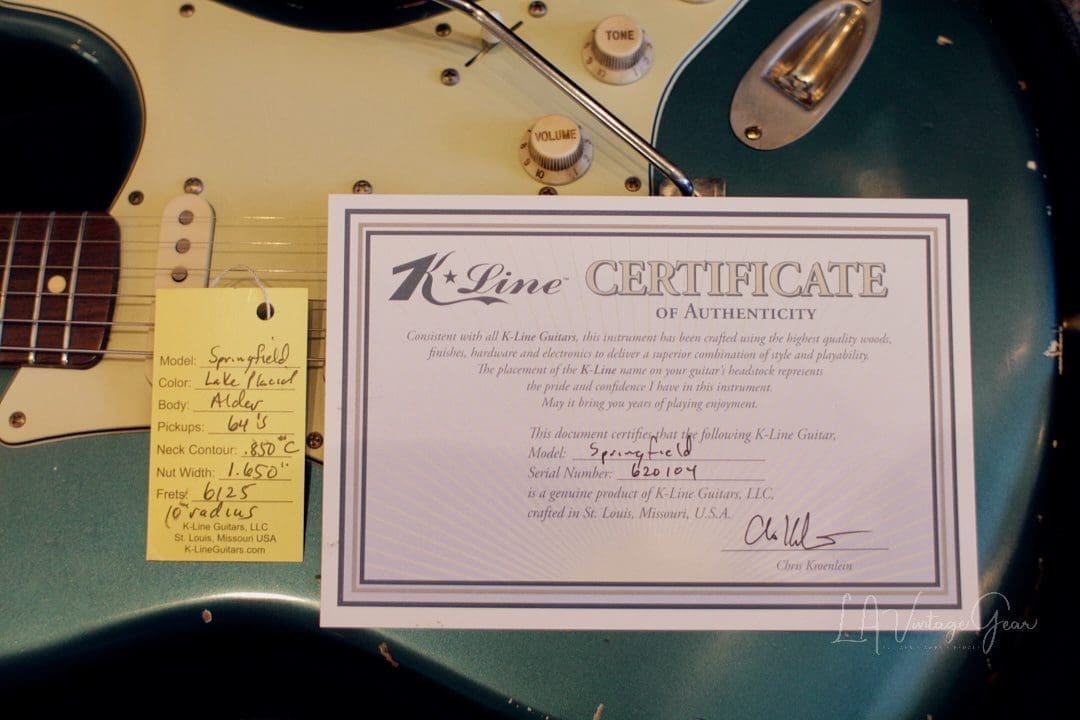 TONE
VOLUME
10
K-Line™ CERTIFICATE
OF AUTHENTICITY
Consistent with all K-Line Guitars, this instrument has been crafted using the highest quality woods,
finishes, hardware and electronics to deliver a superior combination of style and playability.
The placement of the K-Line name on your guitar's headstock represents
the pride and confidence I have in this instrument.
May it bring you years of playing enjoyment.
This document certifies that the following K-Line Guitar,
Model: Springfield
Serial Number: 620104
is a genuine product of K-Line Guitars, LLC,
crafted in St. Louis, Missouri, U.S.A.
Chris Kroenlein
Model: Springfield
Color: Lake Placid
Body: Alder
Pickups: 64's
Neck Contour: .850" C
Nut Width: 1.650"
Frets: 6125
10" radius
K-Line Guitars, LLC
St. Louis, Missouri USA
K-LineGuitars.com
LA Vintage Gear